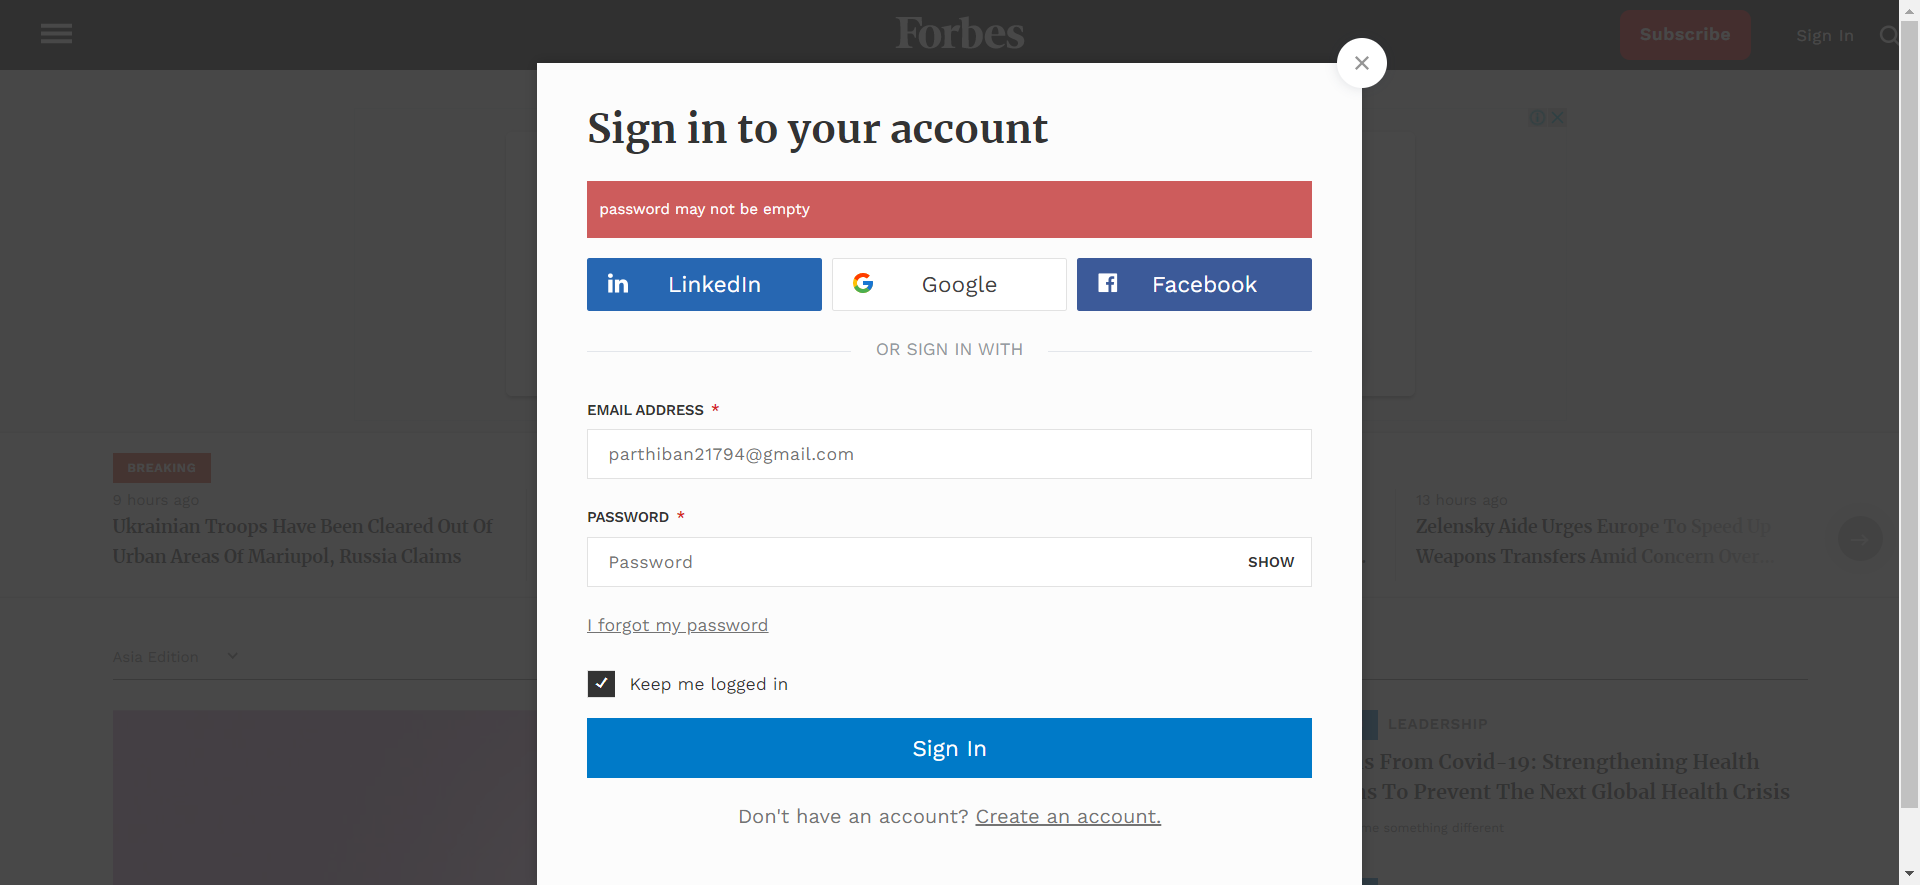 Forbes
Subscribe
Sign In
Sign in to your account
password may not be empty
LinkedIn
Google
Facebook
OR SIGN IN WITH
EMAIL ADDRESS *
parthiban21794@gmail.com
PASSWORD *
Password
SHOW
I forgot my password
Keep me logged in
Sign In
Don't have an account? Create an account.
BREAKING
9 hours ago
Ukrainian Troops Have Been Cleared Out Of
Urban Areas Of Mariupol, Russia Claims
13 hours ago
Zelensky Aide Urges Europe To Speed Up
Weapons Transfers Amid Concern Over...
Asia Edition
LEADERSHIP
From Covid-19: Strengthening Health
To Prevent The Next Global Health Crisis
something different